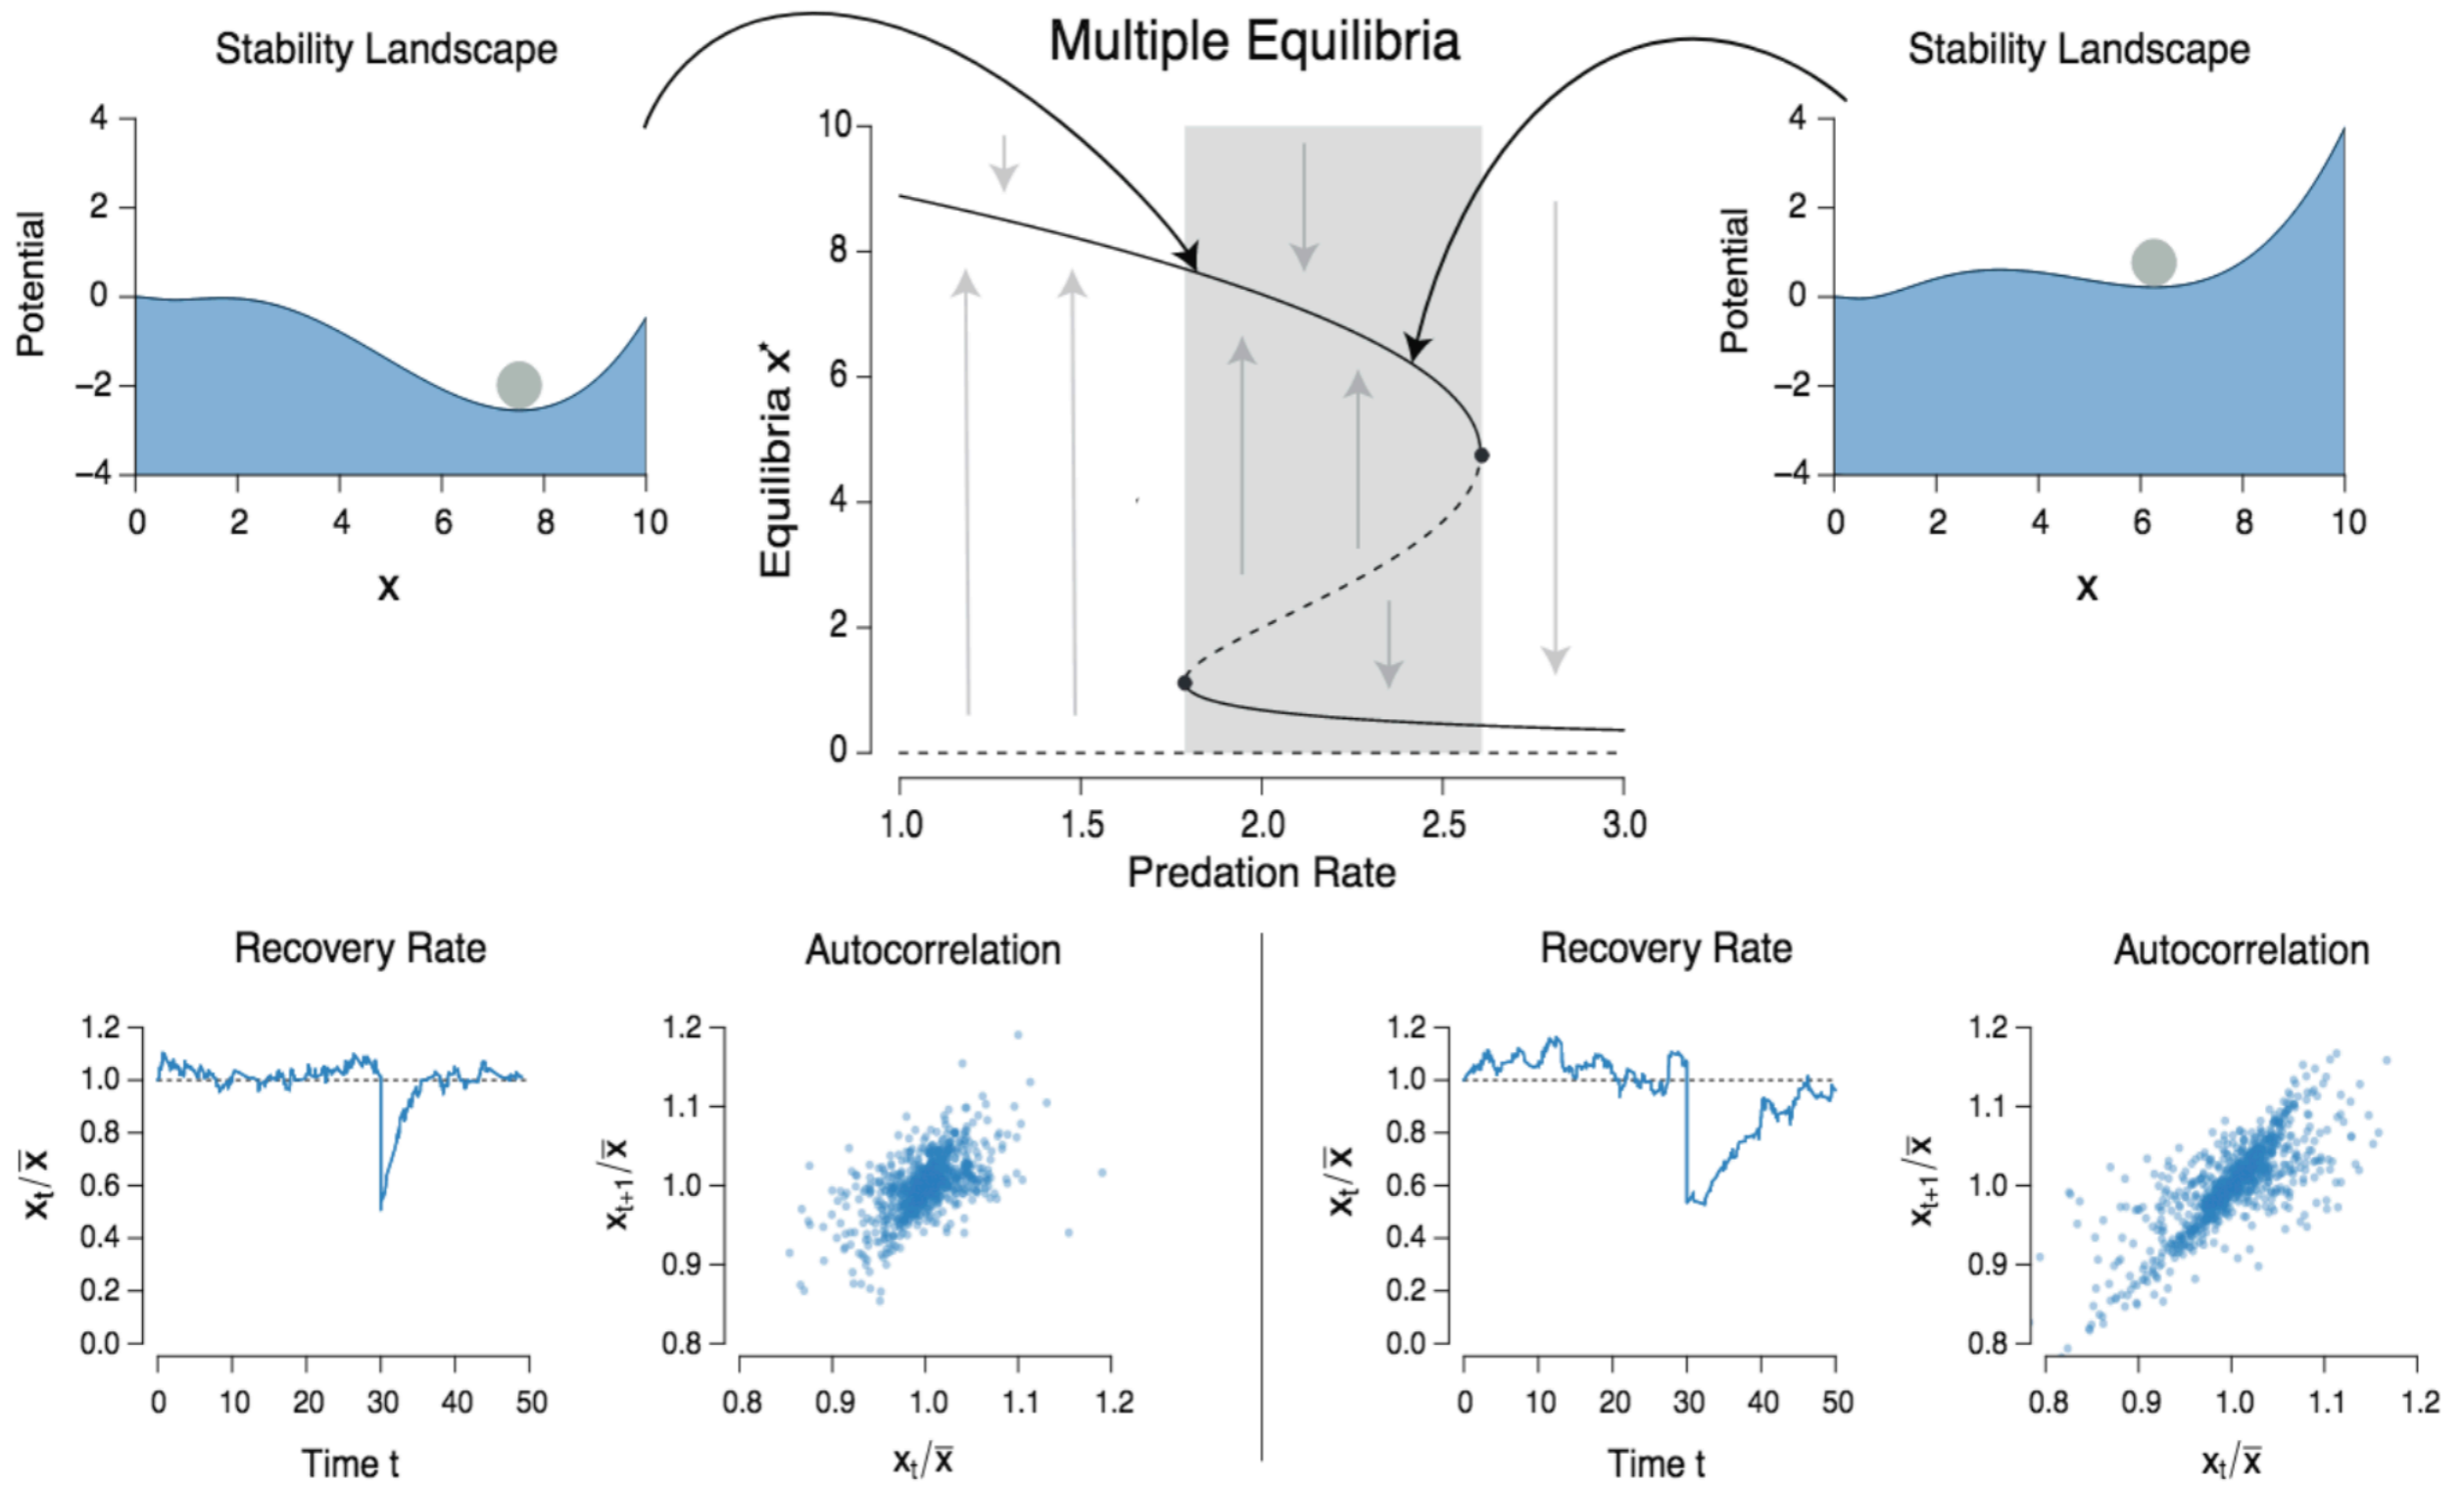 Multiple Equilibria
Stability Landscape
4
2
0
−2
−4
Potential
0 2 4 6 8 10
x
10
8
6
4
2
0
Equilibria x*
1.0 1.5 2.0 2.5 3.0
Predation Rate
Stability Landscape
4
2
0
−2
−4
Potential
0 2 4 6 8 10
x
Recovery Rate
1.2
1.0
0.8
0.6
0.4
0.2
0.0
xt/x̅
0 10 20 30 40 50
Time t
Autocorrelation
1.2
1.1
1.0
0.9
0.8
xt+1/x̅
0.8 0.9 1.0 1.1 1.2
xt/x̅
Recovery Rate
1.2
1.0
0.8
0.6
0.4
0.2
0.0
xt/x̅
0 10 20 30 40 50
Time t
Autocorrelation
1.2
1.1
1.0
0.9
0.8
xt+1/x̅
0.8 0.9 1.0 1.1 1.2
xt/x̅